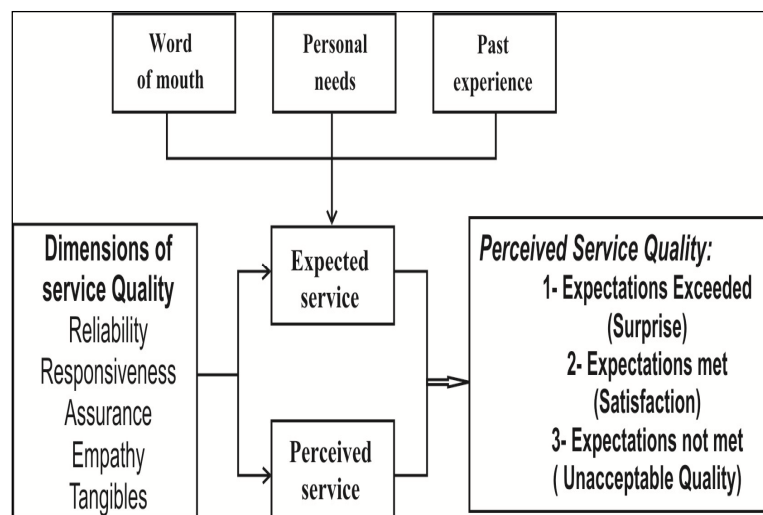 Word
of mouth
Personal
needs
Past
experience
Dimensions of
service Quality
Reliability
Responsiveness
Assurance
Empathy
Tangibles
Expected
service
Perceived
service
Perceived Service Quality:
1- Expectations Exceeded
(Surprise)
2- Expectations met
(Satisfaction)
3- Expectations not met
( Unacceptable Quality)